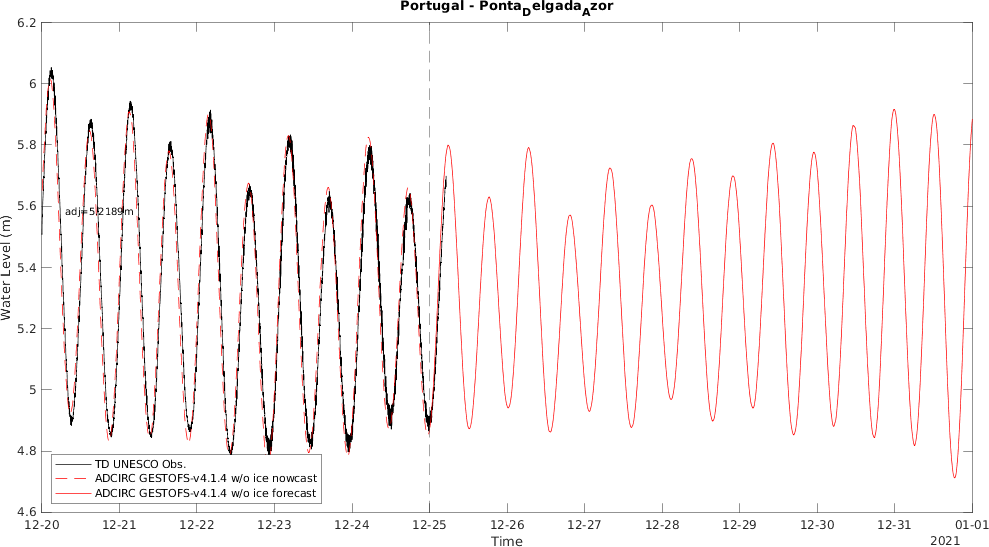 Portugal - PontaDelgadaAzor
6.2
6
5.8
5.6
5.4
5.2
5
4.8
4.6
Water Level (m)
adj=5.2189m
TD UNESCO Obs.
ADCIRC GESTOFS-v4.1.4 w/o ice nowcast
ADCIRC GESTOFS-v4.1.4 w/o ice forecast
12-20 12-21 12-22 12-23 12-24 12-25 12-26 12-27 12-28 12-29 12-30 12-31 01-01
Time
2021